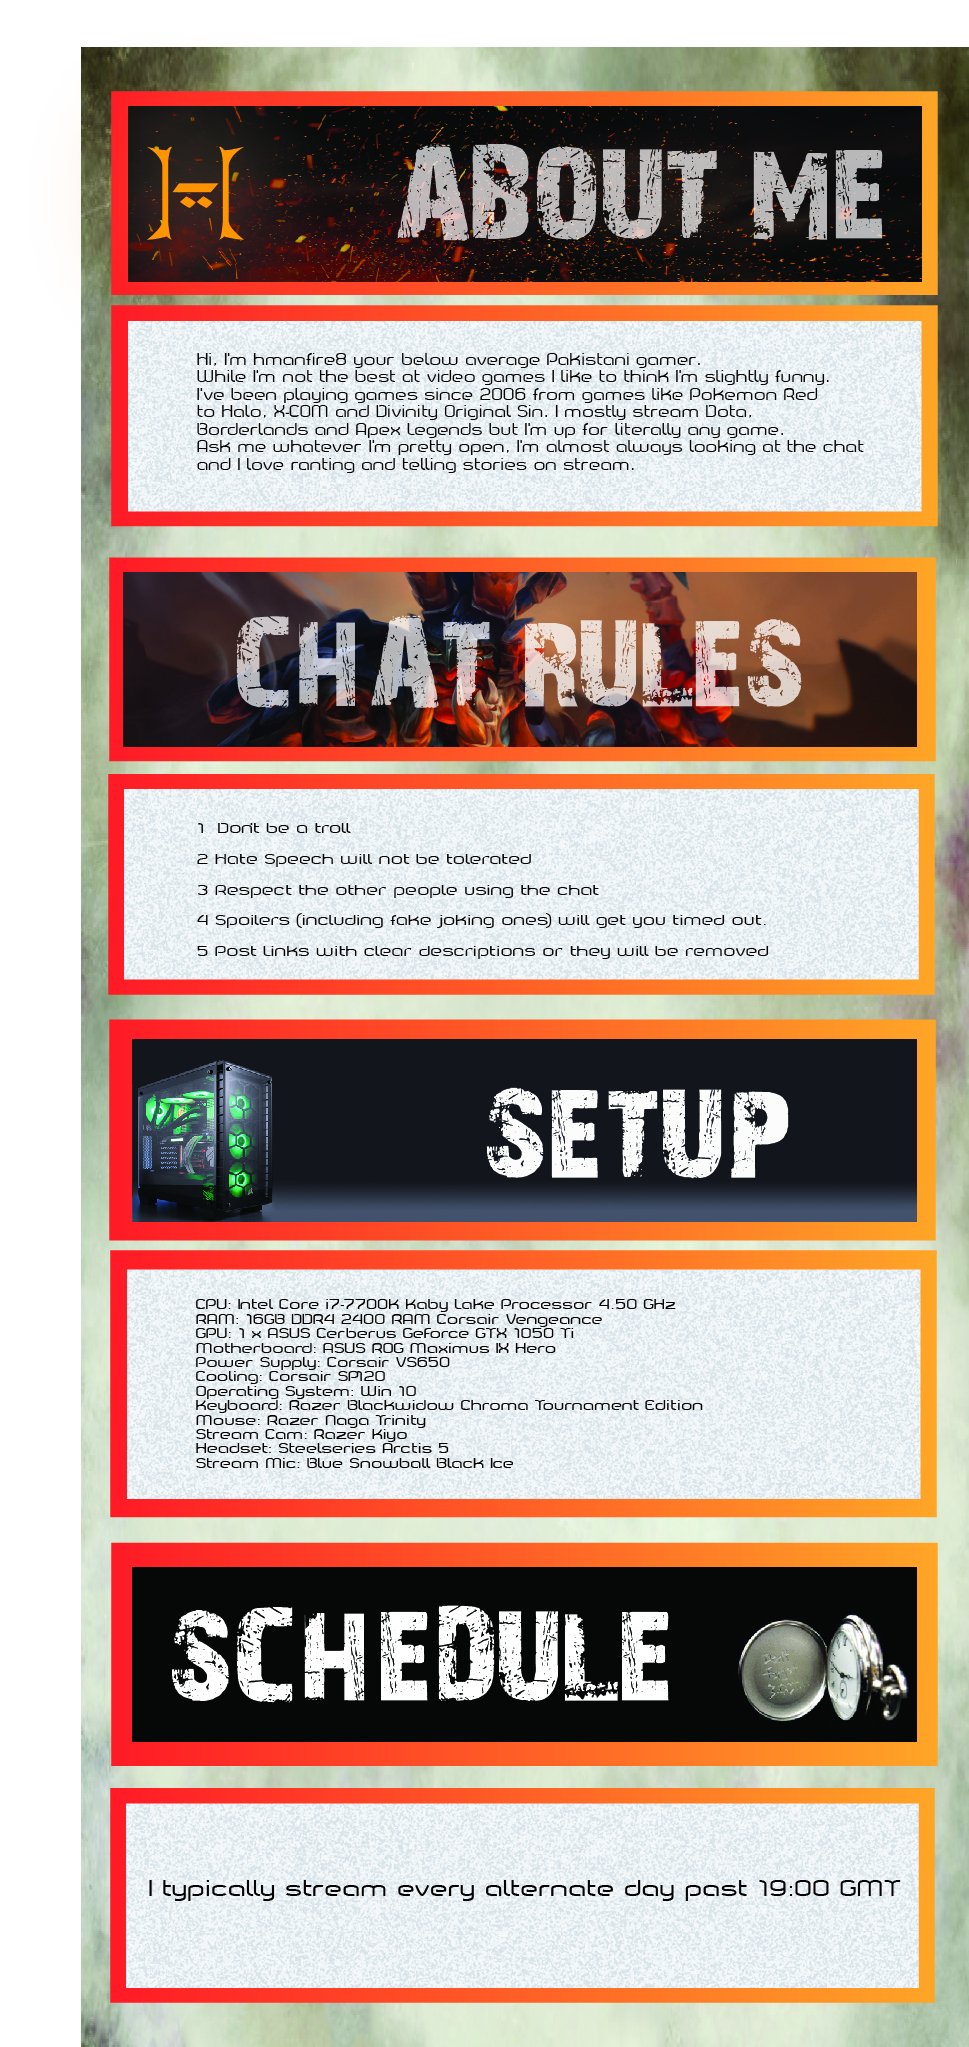 ABOUT ME
Hi, I'm hmanfire8 your below average Pakistani gamer.
While I'm not the best at video games I like to think I'm slightly funny.
I've been playing games since 2006 from games like Pokemon Red
to Halo, X-COM and Divinity Original Sin. I mostly stream Dota,
Borderlands and Apex Legends but I'm up for literally any game.
Ask me whatever I'm pretty open, I'm almost always looking at the chat
and I love ranting and telling stories on stream.
CHAT RULES
1 Don't be a troll
2 Hate Speech will not be tolerated
3 Respect the other people using the chat
4 Spoilers (including fake joking ones) will get you timed out.
5 Post Links with clear descriptions or they will be removed
SETUP
CPU: Intel Core i7-7700K Kaby Lake Processor 4.50 GHz
RAM: 16GB DDR4 2400 RAM Corsair Vengeance
GPU: 1 x ASUS Cerberus GeForce GTX 1050 Ti
Motherboard: ASUS ROG Maximus IX Hero
Power Supply: Corsair VS650
Cooling: Corsair SP120
Operating System: Win 10
Keyboard: Razer Blackwidow Chroma Tournament Edition
Mouse: Razer Naga Trinity
Stream Cam: Razer Kiyo
Headset: Steelseries Arctis 5
Stream Mic: Blue Snowball Black Ice
SCHEDULE
I typically stream every alternate day past 19:00 GMT